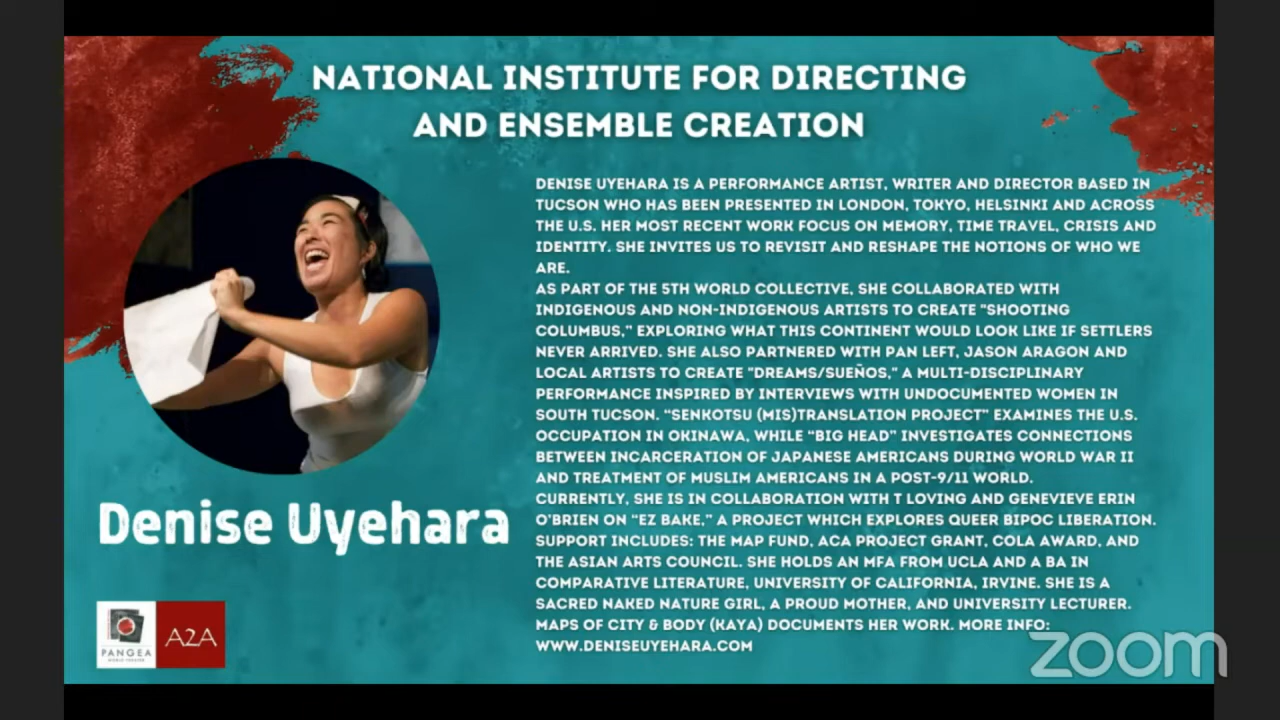 NATIONAL INSTITUTE FOR DIRECTING
AND ENSEMBLE CREATION
DENISE UYEHARA IS A PERFORMANCE ARTIST, WRITER AND DIRECTOR BASED IN
TUCSON WHO HAS BEEN PRESENTED IN LONDON, TOKYO, HELSINKI AND ACROSS
THE U.S. HER MOST RECENT WORK FOCUS ON MEMORY, TIME TRAVEL, CRISIS AND
IDENTITY. SHE INVITES US TO REVISIT AND RESHAPE THE NOTIONS OF WHO WE
ARE.
AS PART OF THE 5TH WORLD COLLECTIVE, SHE COLLABORATED WITH
INDIGENOUS AND NON-INDIGENOUS ARTISTS TO CREATE "SHOOTING
COLUMBUS," EXPLORING WHAT THIS CONTINENT WOULD LOOK LIKE IF SETTLERS
NEVER ARRIVED. SHE ALSO PARTNERED WITH PAN LEFT, JASON ARAGON AND
LOCAL ARTISTS TO CREATE "DREAMS/SUEÑOS," A MULTI-DISCIPLINARY
PERFORMANCE INSPIRED BY INTERVIEWS WITH UNDOCUMENTED WOMEN IN
SOUTH TUCSON. "SENKOTSU (MIS)TRANSLATION PROJECT" EXAMINES THE U.S.
OCCUPATION IN OKINAWA, WHILE "BIG HEAD" INVESTIGATES CONNECTIONS
BETWEEN INCARCERATION OF JAPANESE AMERICANS DURING WORLD WAR II
AND TREATMENT OF MUSLIM AMERICANS IN A POST-9/11 WORLD.
CURRENTLY, SHE IS IN COLLABORATION WITH T LOVING AND GENEVIEVE ERIN
O'BRIEN ON "EZ BAKE," A PROJECT WHICH EXPLORES QUEER BIPOC LIBERATION.
SUPPORT INCLUDES: THE MAP FUND, ACA PROJECT GRANT, COLA AWARD, AND
THE ASIAN ARTS COUNCIL. SHE HOLDS AN MFA FROM UCLA AND A BA IN
COMPARATIVE LITERATURE, UNIVERSITY OF CALIFORNIA, IRVINE. SHE IS A
SACRED NAKED NATURE GIRL, A PROUD MOTHER, AND UNIVERSITY LECTURER.
MAPS OF CITY & BODY (KAYA) DOCUMENTS HER WORK. MORE INFO:
WWW.DENISEUYEHARA.COM
Denise Uyehara
PANGEA
WORLD THEATER
A2A
zoom